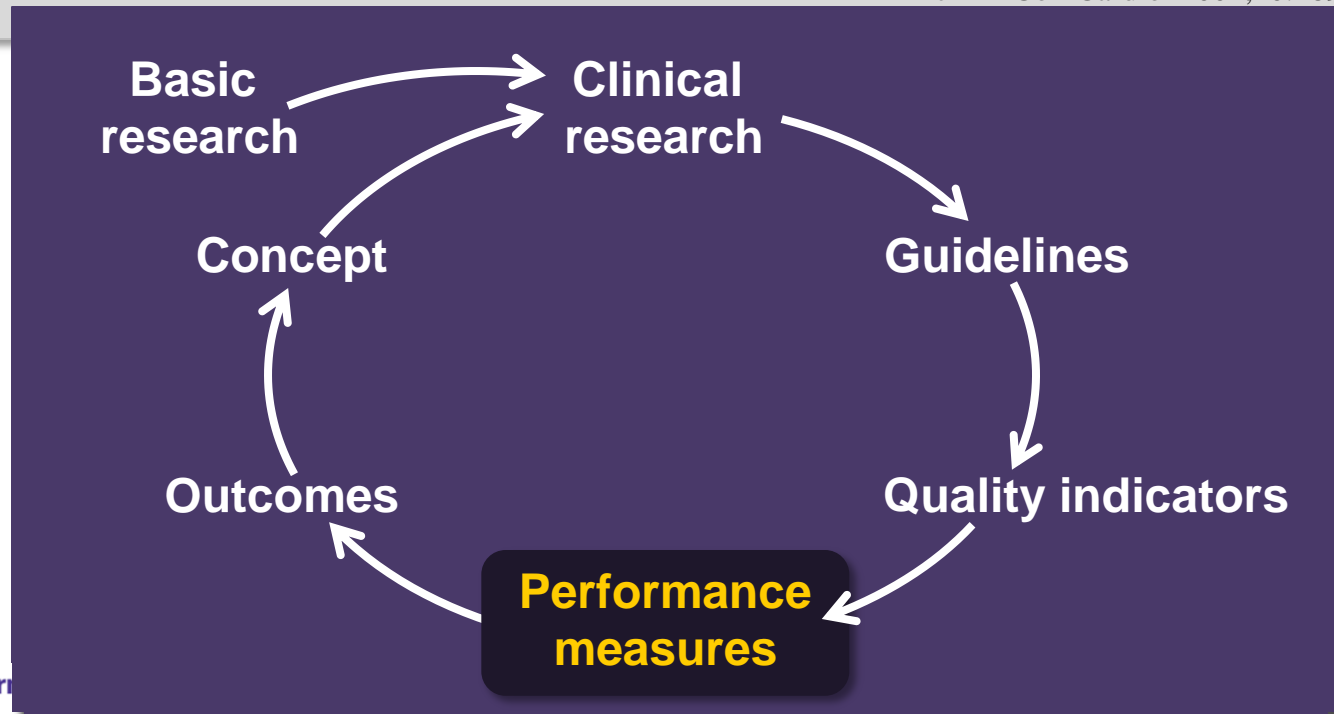 Basic
research
Clinical
research
Concept
Guidelines
Outcomes
Quality indicators
Performance
measures